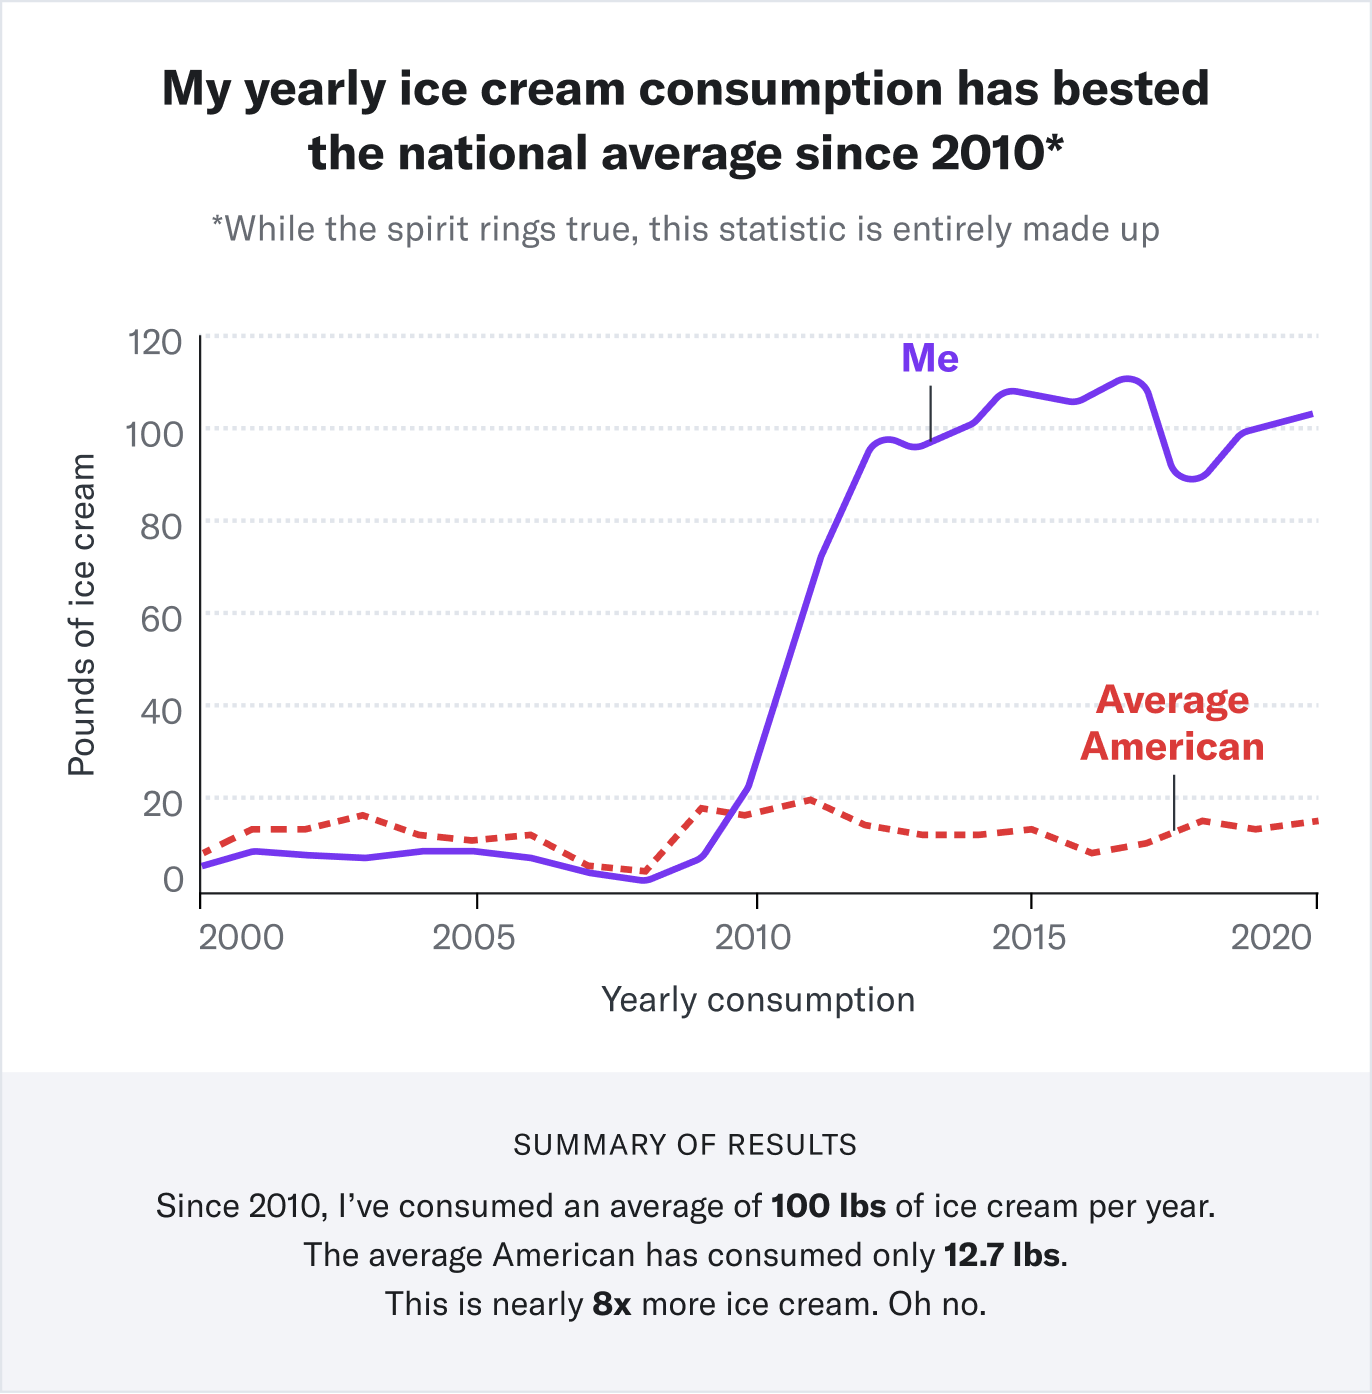 My yearly ice cream consumption has bested
the national average since 2010*
*While the spirit rings true, this statistic is entirely made up
120
100
80
60
40
20
0
Pounds of ice cream
Me
Average
American
2000
2005
2010
2015
2020
Yearly consumption
SUMMARY OF RESULTS
Since 2010, I’ve consumed an average of 100 lbs of ice cream per year.
The average American has consumed only 12.7 lbs.
This is nearly 8x more ice cream. Oh no.